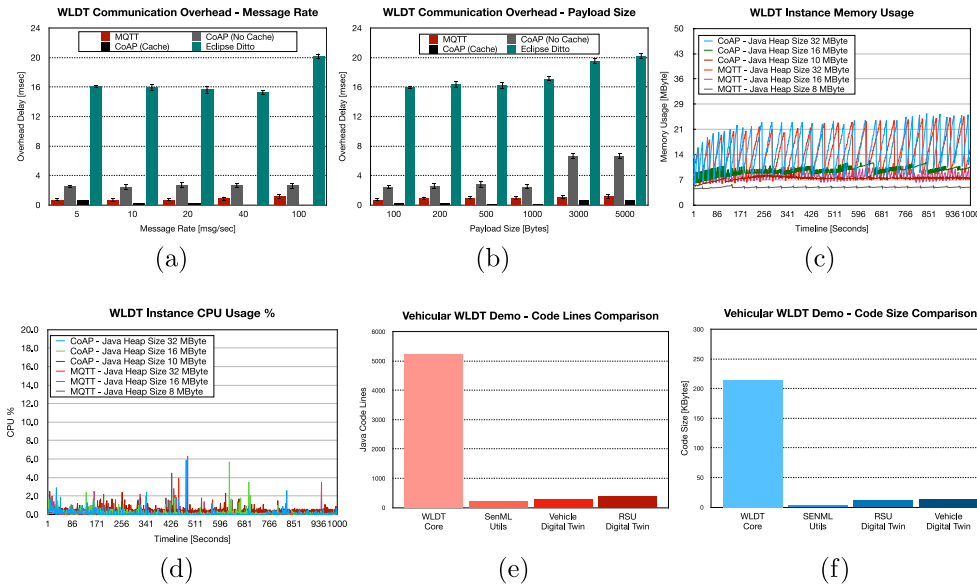 WLDT Communication Overhead - Message Rate
MQTT
CoAP (No Cache)
CoAP (Cache)
Eclipse Ditto
24
20
16
12
8
4
0
Overhead Delay [msec]
5
10
20
40
100
Message Rate [msg/sec]
(a)
WLDT Communication Overhead - Payload Size
MQTT
CoAP (No Cache)
CoAP (Cache)
Eclipse Ditto
24
20
16
12
8
4
0
Overhead Delay [msec]
100
200
500
1000
3000
5000
Payload Size [Bytes]
(b)
WLDT Instance Memory Usage
CoAP - Java Heap Size 32 MByte
CoAP - Java Heap Size 16 MByte
CoAP - Java Heap Size 10 MByte
MQTT - Java Heap Size 32 MByte
MQTT - Java Heap Size 16 MByte
MQTT - Java Heap Size 8 MByte
50
43
36
29
21
14
7
0
Memory Usage [MByte]
1 86 171 256 341 426 511 596 681 766 851 936 1000
Timeline [Seconds]
(c)
WLDT Instance CPU Usage %
CoAP - Java Heap Size 32 MByte
CoAP - Java Heap Size 16 MByte
CoAP - Java Heap Size 10 MByte
MQTT - Java Heap Size 32 MByte
MQTT - Java Heap Size 16 MByte
MQTT - Java Heap Size 8 MByte
20.0
18.0
16.0
14.0
12.0
10.0
8.0
6.0
4.0
2.0
0.0
CPU %
1 86 171 256 341 426 511 596 681 766 851 936 1000
Timeline [Seconds]
(d)
Vehicular WLDT Demo - Code Lines Comparison
6000
5000
4000
3000
2000
1000
0
Java Code Lines
WLDT Core
SenML Utils
Vehicle Digital Twin
RSU Digital Twin
(e)
Vehicular WLDT Demo - Code Size Comparison
300
250
200
150
100
50
0
Code Size [KBytes]
WLDT Core
SENML Utils
RSU Digital Twin
Vehicle Digital Twin
(f)